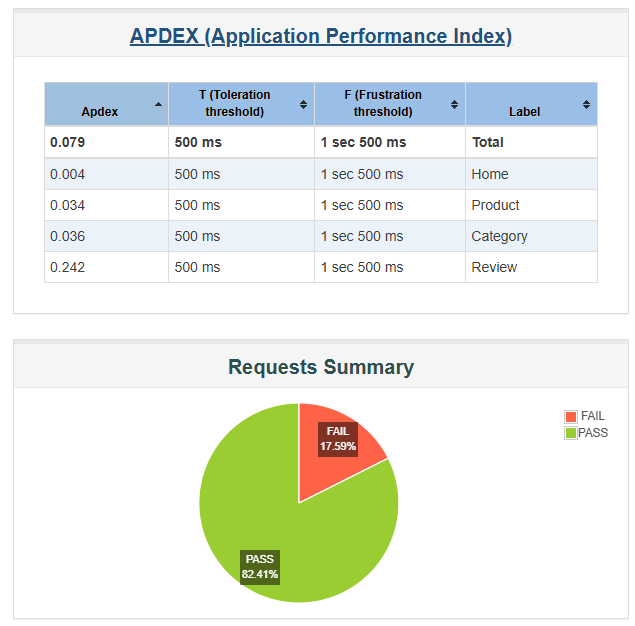 APDEX (Application Performance Index)
Apdex T (Toleration threshold) F (Frustration threshold) Label
0.079 500 ms 1 sec 500 ms Total
0.004 500 ms 1 sec 500 ms Home
0.034 500 ms 1 sec 500 ms Product
0.036 500 ms 1 sec 500 ms Category
0.242 500 ms 1 sec 500 ms Review
Requests Summary
FAIL
17.59%
PASS
82.41%
FAIL
PASS